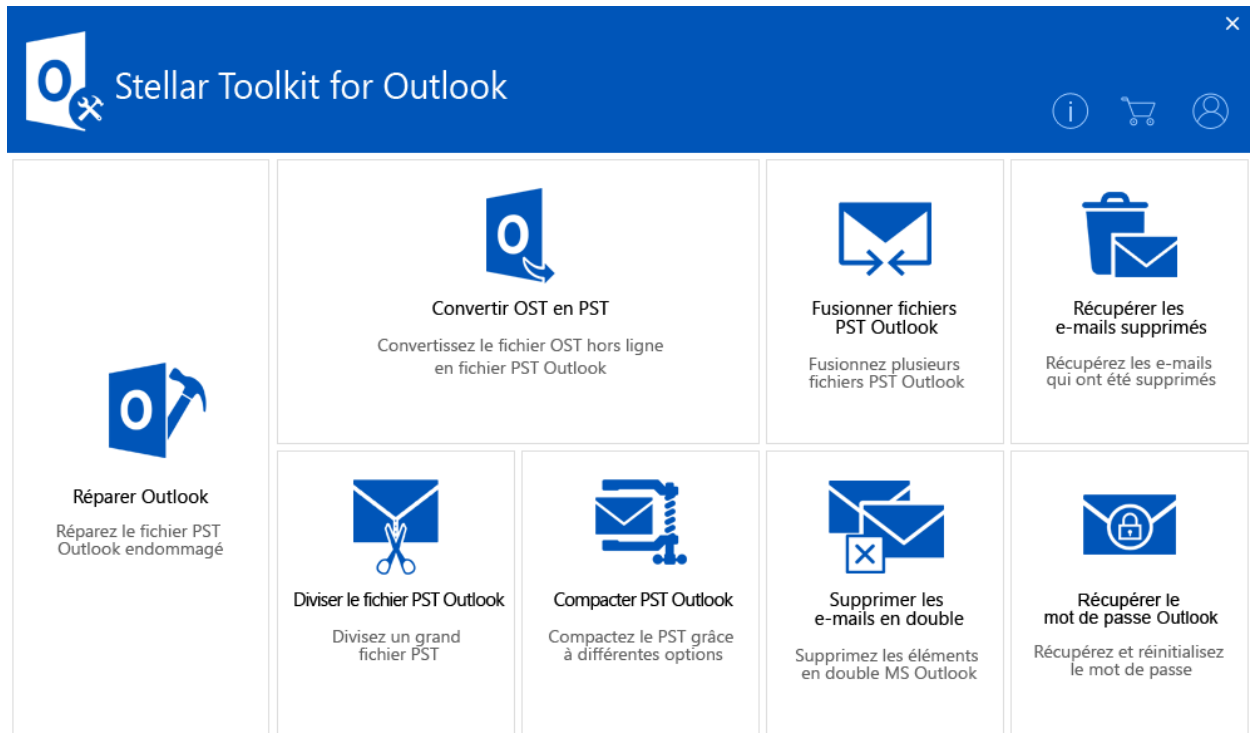 Stellar Toolkit for Outlook
Réparer Outlook
Réparez le fichier PST
Outlook endommagé
Convertir OST en PST
Convertissez le fichier OST hors ligne
en fichier PST Outlook
Fusionner fichiers
PST Outlook
Fusionnez plusieurs
fichiers PST Outlook
Récupérer les
e-mails supprimés
Récupérez les e-mails
qui ont été supprimés
Diviser le fichier PST Outlook
Divisez un grand
fichier PST
Compacter PST Outlook
Compactez le PST grâce
à différentes options
Supprimer les
e-mails en double
Supprimez les éléments
en double MS Outlook
Récupérer le
mot de passe Outlook
Récupérez et réinitialisez
le mot de passe